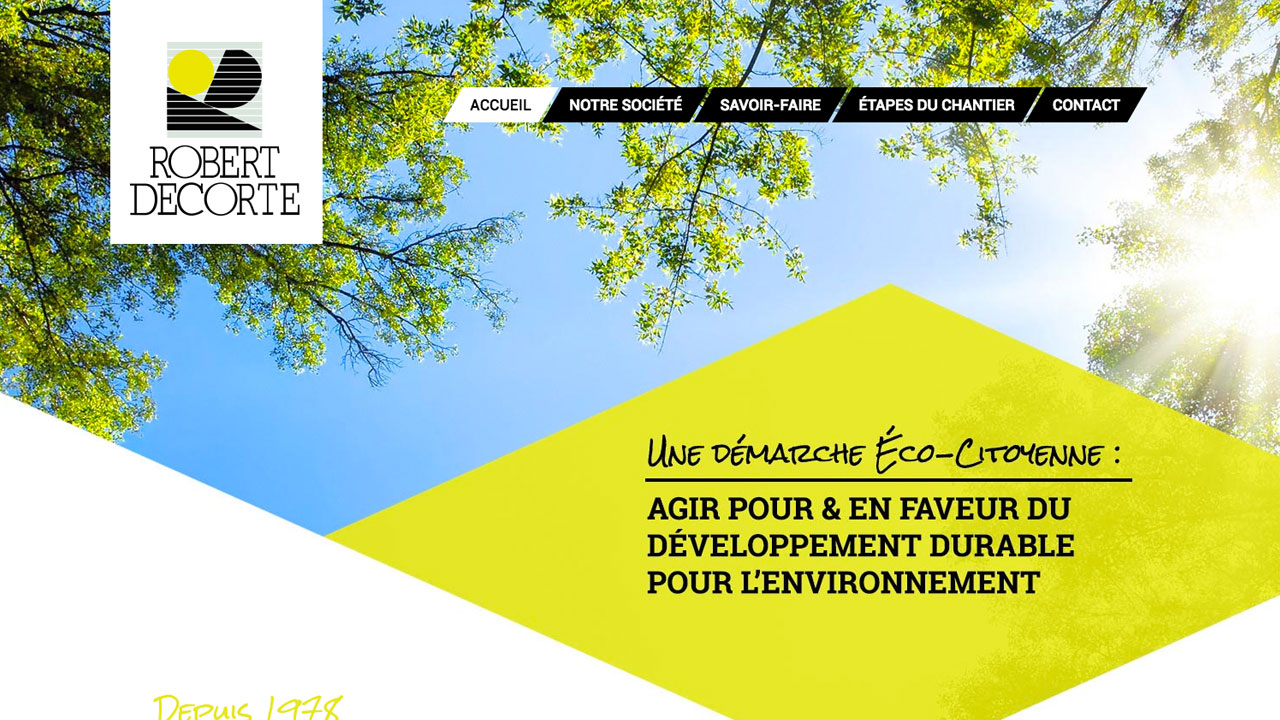 ROBERT
DECORTE
ACCUEIL
NOTRE SOCIÉTÉ
SAVOIR-FAIRE
ÉTAPES DU CHANTIER
CONTACT
Une démarche Éco-Citoyenne :
AGIR POUR & EN FAVEUR DU
DÉVELOPPEMENT DURABLE
POUR L’ENVIRONNEMENT
Depuis 1978